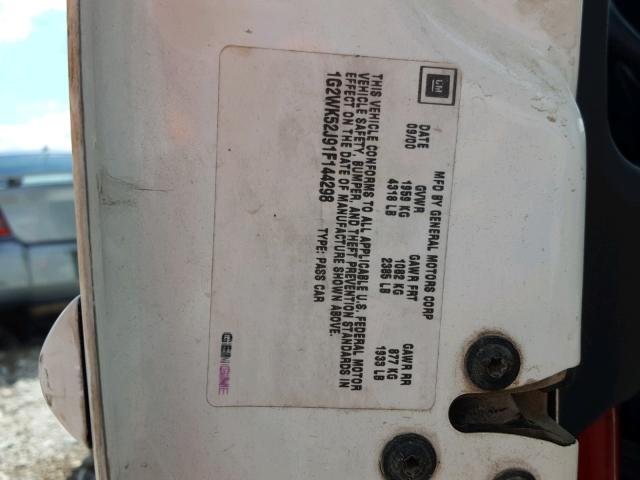 GM
MFD BY GENERAL MOTORS CORP
DATE GVWR GAWR FRT GAWR RR
09/00 1959 KG 1082 KG 877 KG
4318 LB 2385 LB 1933 LB
THIS VEHICLE CONFORMS TO ALL APPLICABLE U.S. FEDERAL MOTOR
VEHICLE SAFETY, BUMPER, AND THEFT PREVENTION STANDARDS IN
EFFECT ON THE DATE OF MANUFACTURE SHOWN ABOVE.
1G2WK52J91F144298 TYPE: PASS CAR